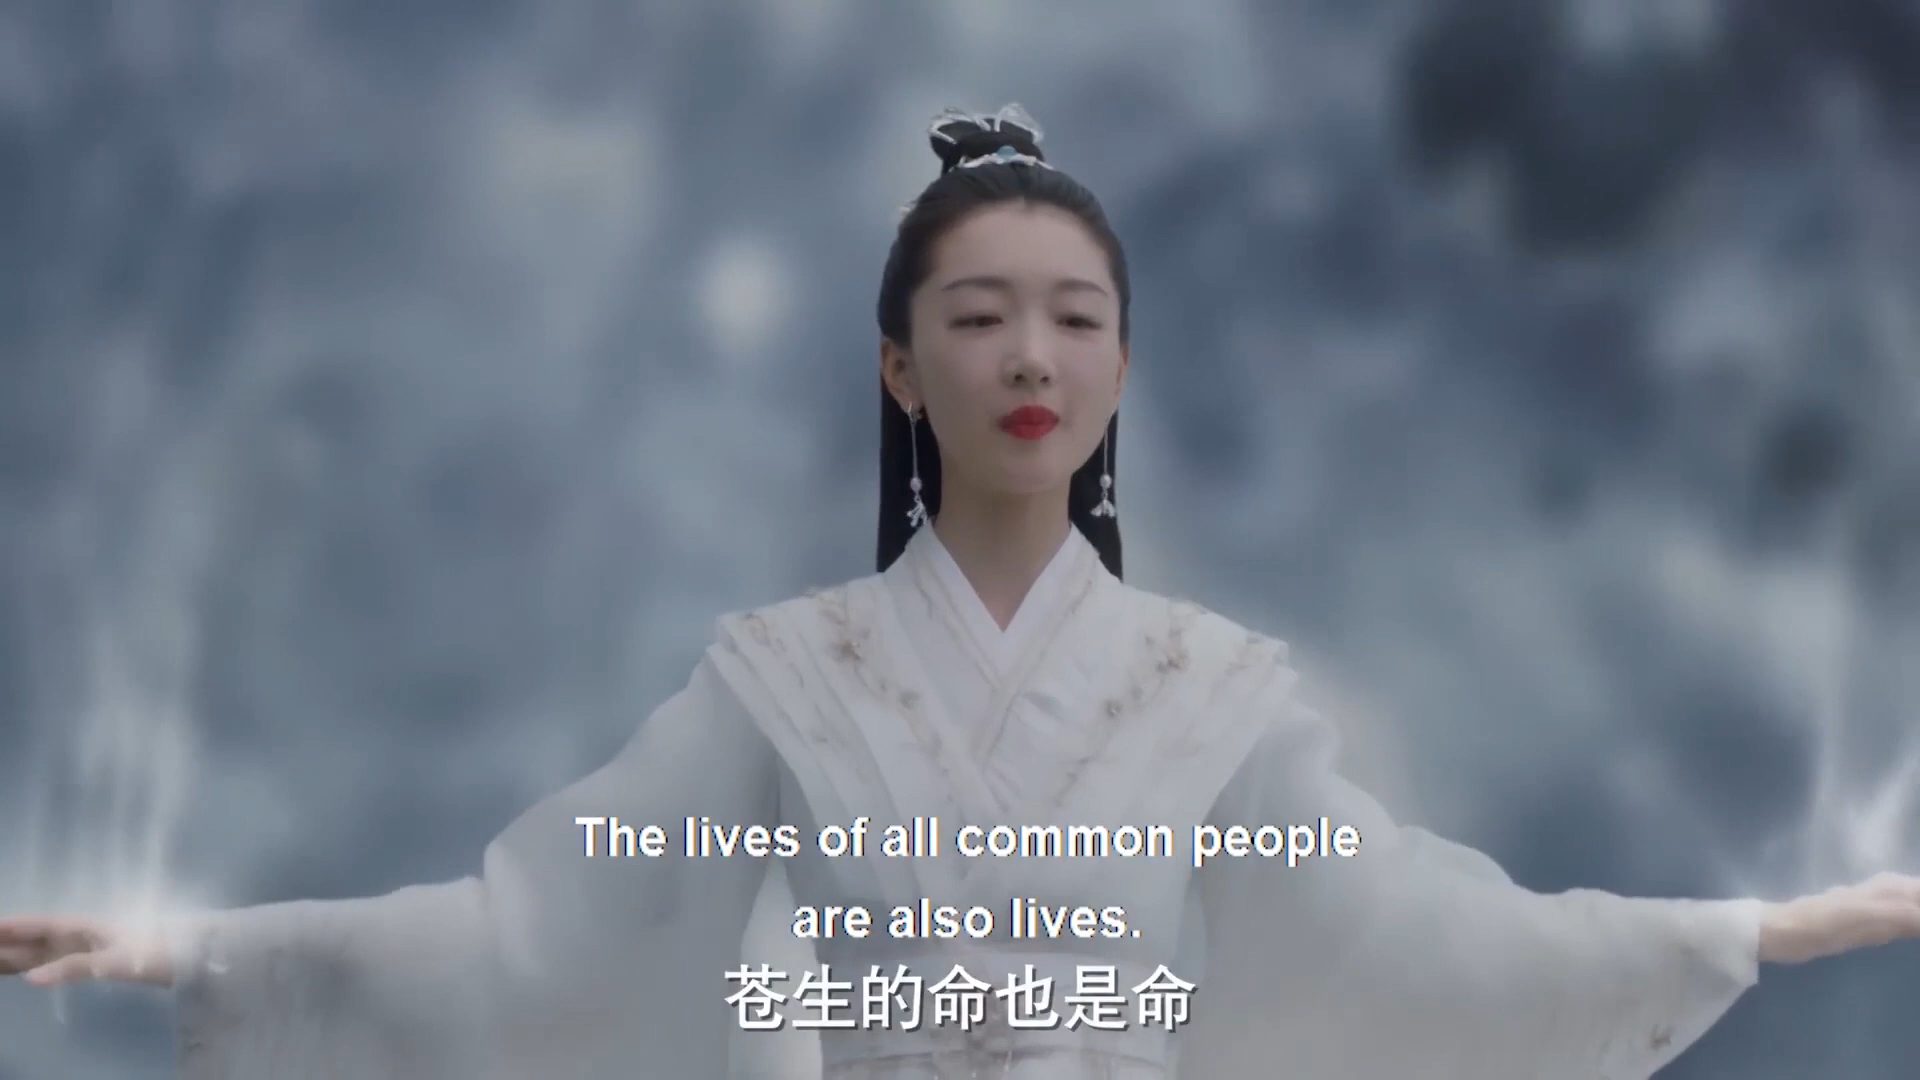 The lives of all common people
are also lives.
苍生的命也是命